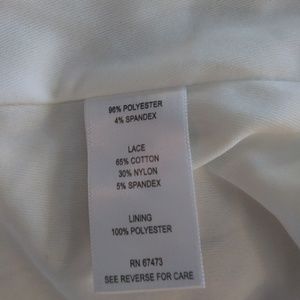 96% POLYESTER
4% SPANDEX
LACE
65% COTTON
30% NYLON
5% SPANDEX
LINING
100% POLYESTER
RN 67473
SEE REVERSE FOR CARE